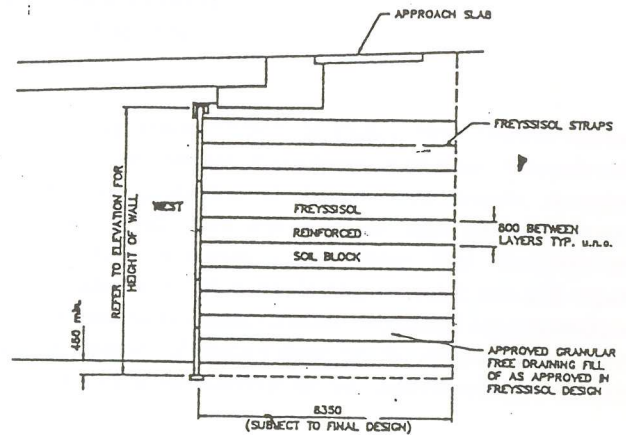 APPROACH SLAB
FREYSSISOL STRAPS
WEST
FREYSSISOL
REINFORCED
SOIL BLOCK
800 BETWEEN
LAYERS TYP. u.n.o.
REFER TO ELEVATION FOR
HEIGHT OF WALL
450 min.
APPROVED GRANULAR
FREE DRAINING FILL
OF AS APPROVED IN
FREYSSISOL DESIGN
8350
(SUBJECT TO FINAL DESIGN)